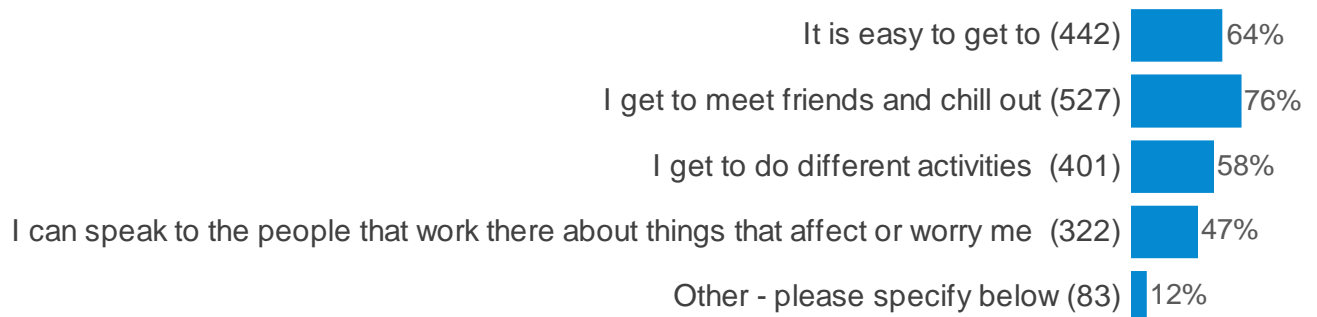 It is easy to get to (442) 64%
I get to meet friends and chill out (527) 76%
I get to do different activities  (401) 58%
I can speak to the people that work there about things that affect or worry me  (322) 47%
Other - please specify below (83) 12%